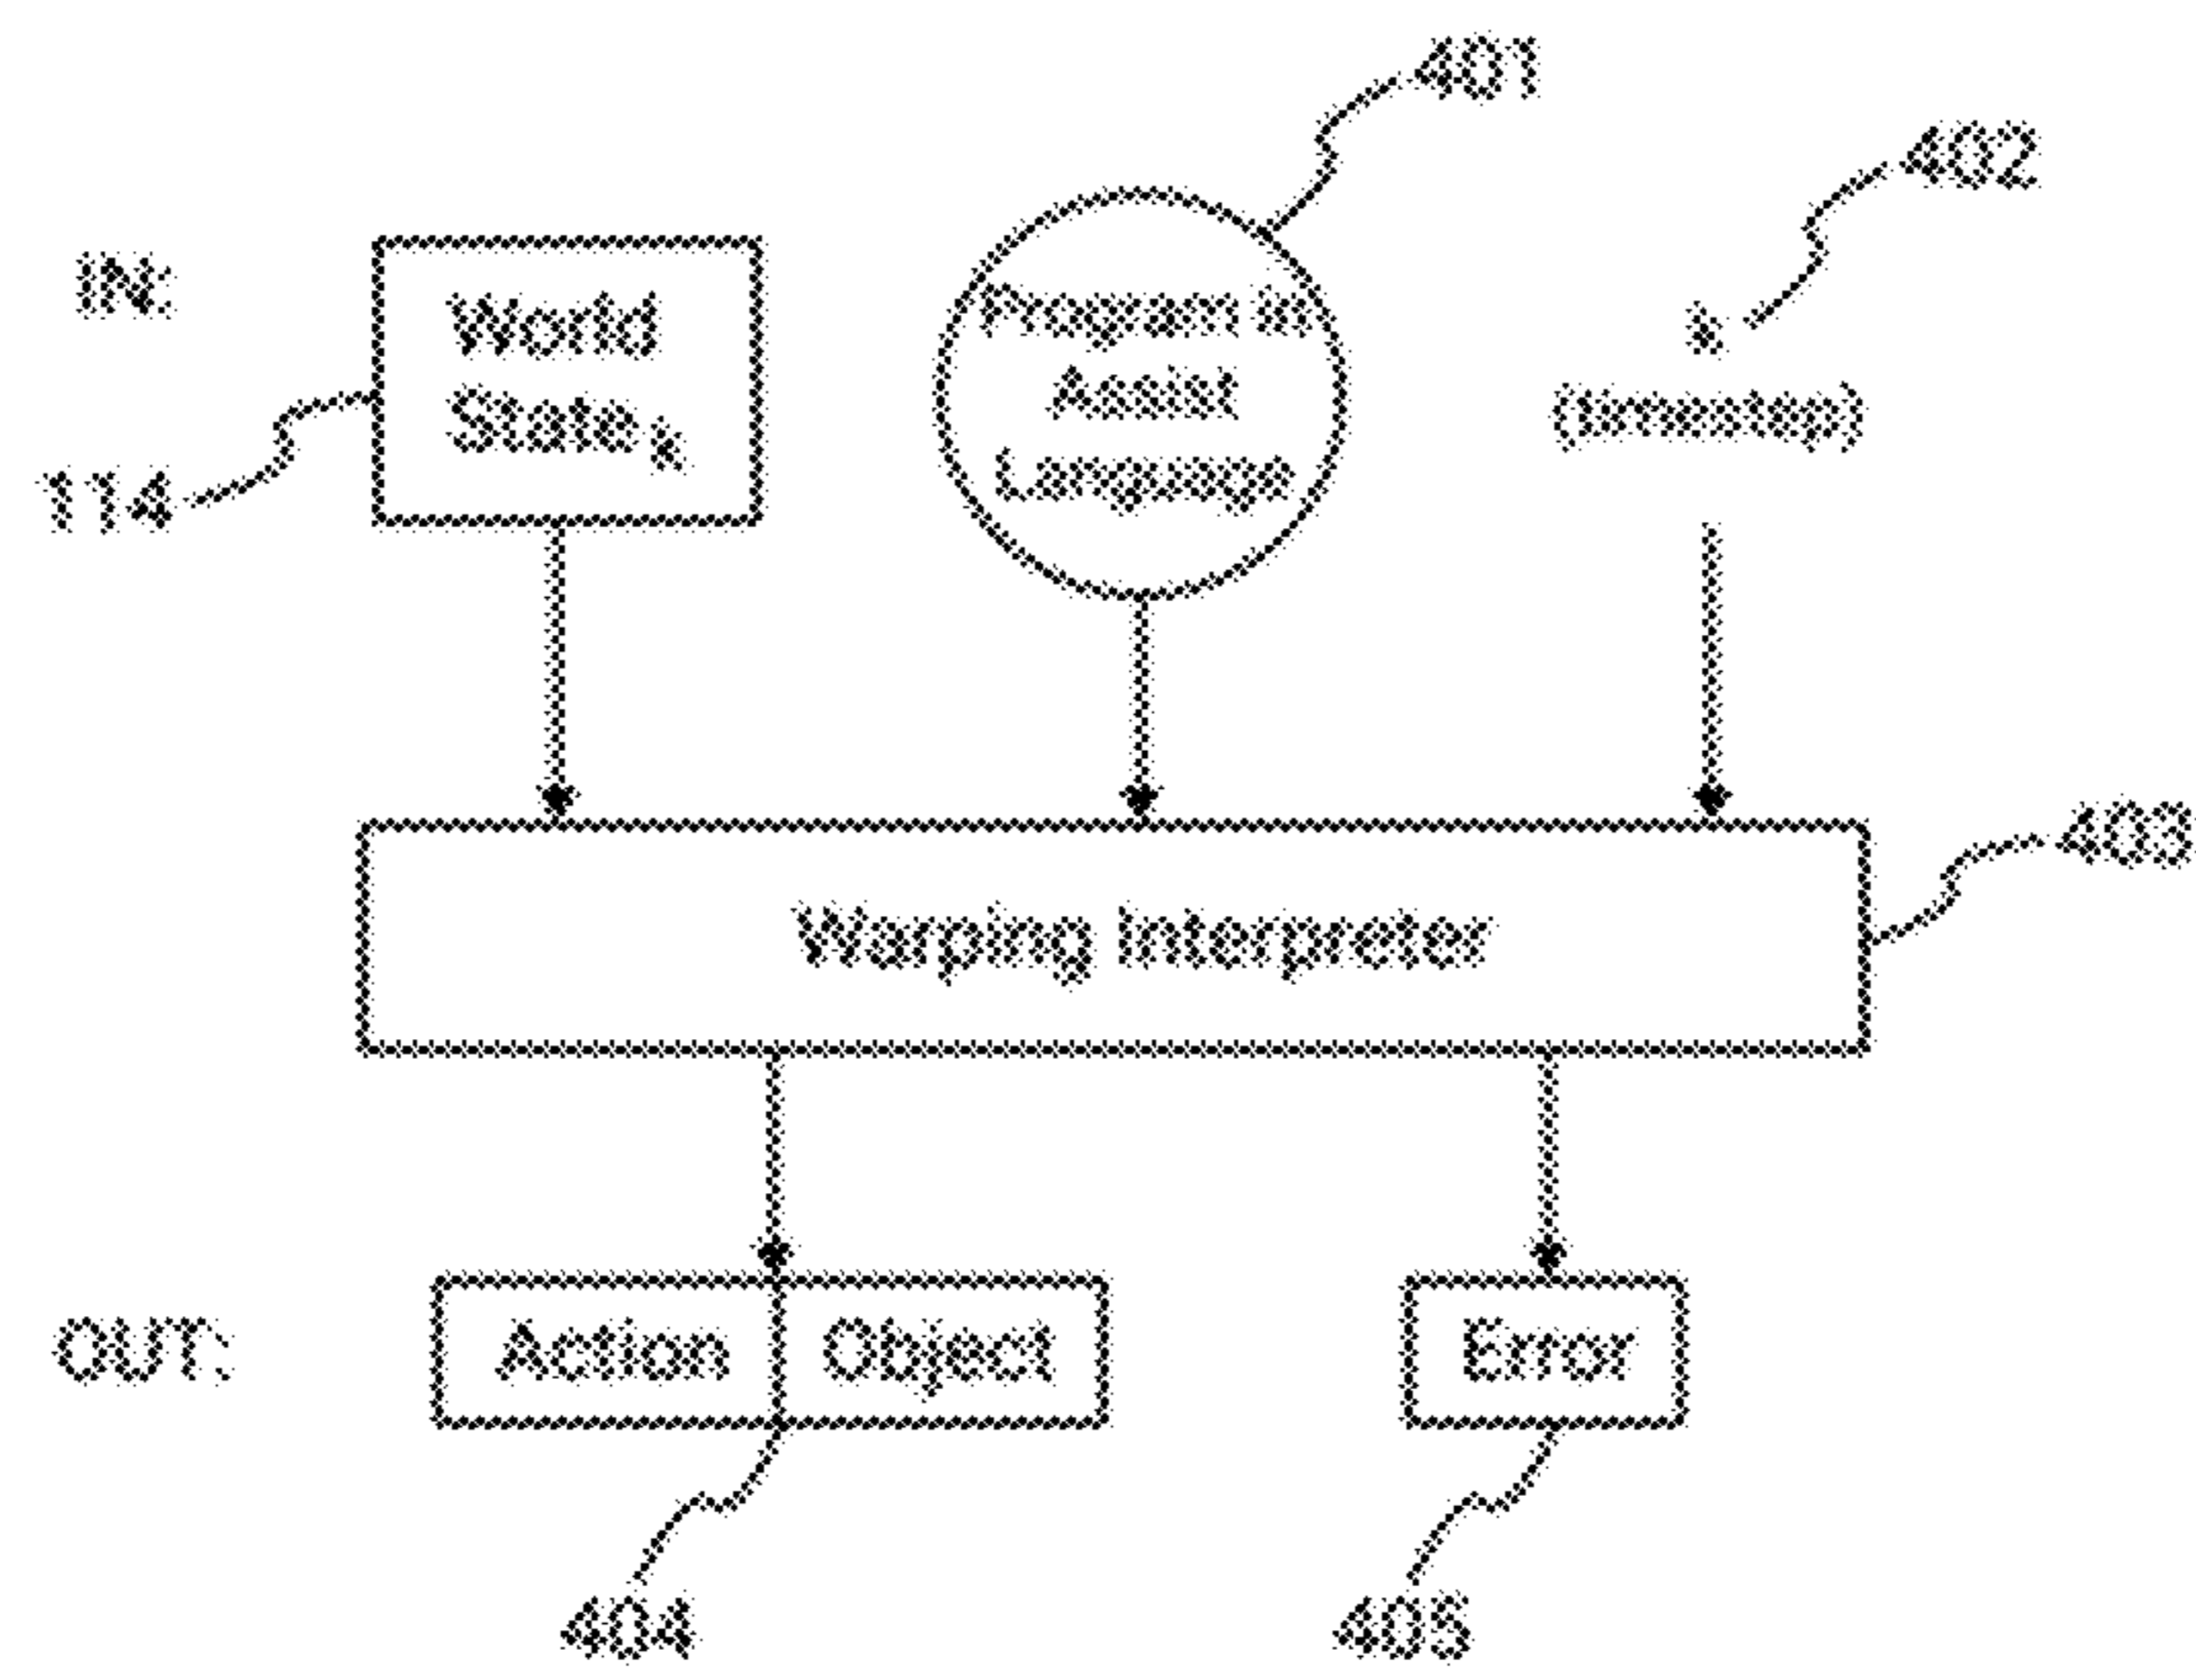 401
402
IN:
World
State k
Program in
Assist
Language
k
(timestep)
114
403
Warping Interpreter
OUT:
Action
Object
Error
404
405